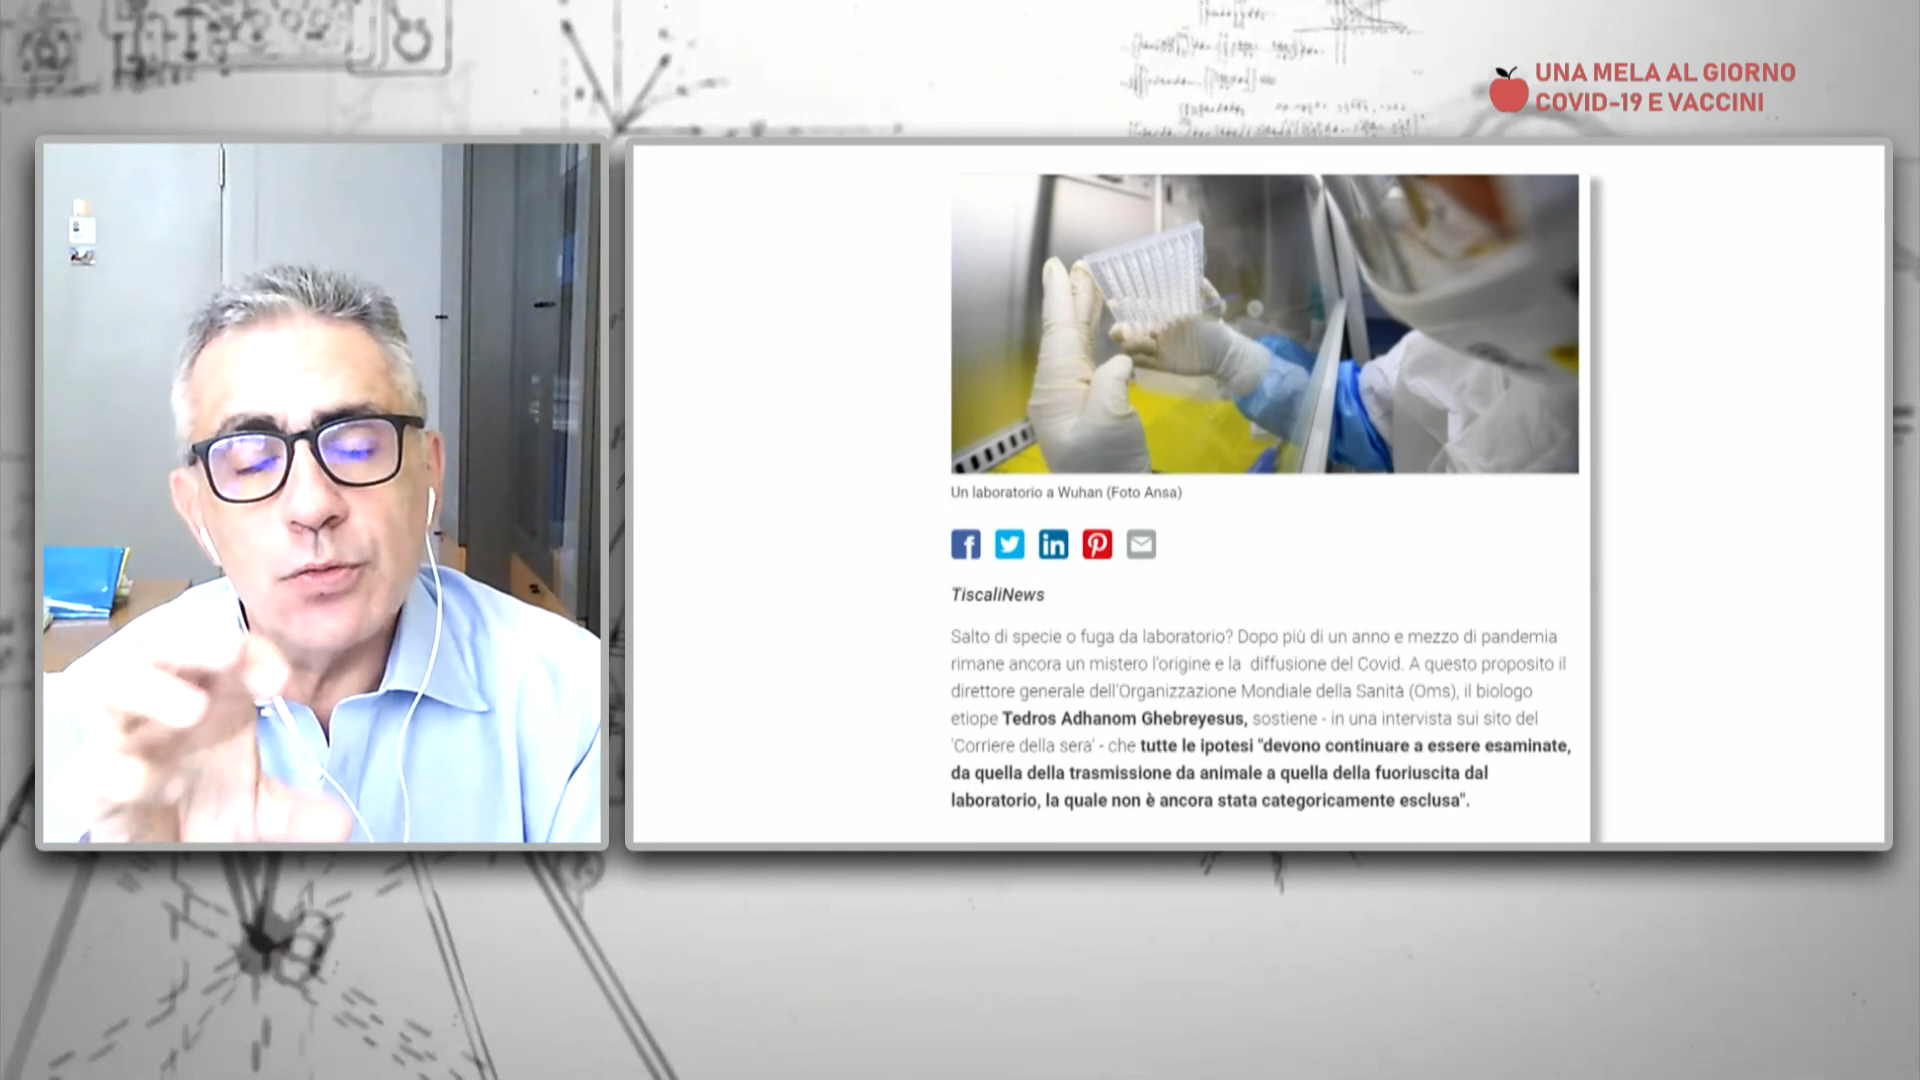 UNA MELA AL GIORNO
COVID-19 E VACCINI
Un laboratorio a Wuhan (Foto Ansa)
TiscaliNews
Salto di specie o fuga da laboratorio? Dopo più di un anno e mezzo di pandemia
rimane ancora un mistero l'origine e la diffusione del Covid. A questo proposito il
direttore generale dell'Organizzazione Mondiale della Sanità (Oms), il biologo
etiope Tedros Adhanom Ghebreyesus, sostiene - in una intervista sui sito del
'Corriere della sera' - che tutte le ipotesi "devono continuare a essere esaminate,
da quella della trasmissione da animale a quella della fuoriuscita dal
laboratorio, la quale non è ancora stata categoricamente esclusa".